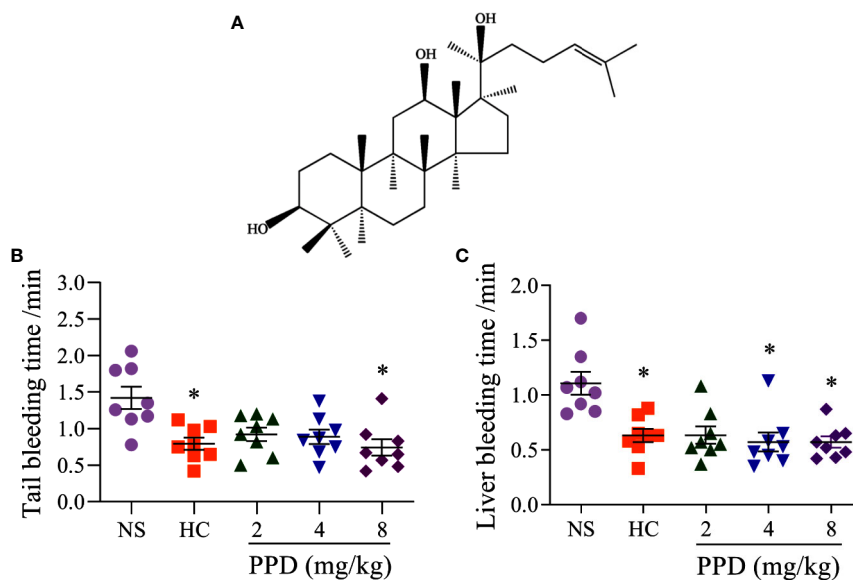 A
OH
OH
HO
B
Tail bleeding time /min
3.0
2.5
2.0
1.5
1.0
0.5
0.0
*
*
NS HC 2 4 8
PPD (mg/kg)
C
Liver bleeding time /min
2.0
1.5
1.0
0.5
0.0
*
*
*
NS HC 2 4 8
PPD (mg/kg)